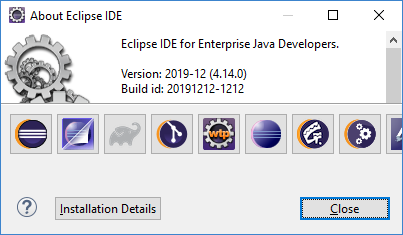 About Eclipse IDE
Eclipse IDE for Enterprise Java Developers.
Version: 2019-12 (4.14.0)
Build id: 20191212-1212
wtp
?
Installation Details
Close